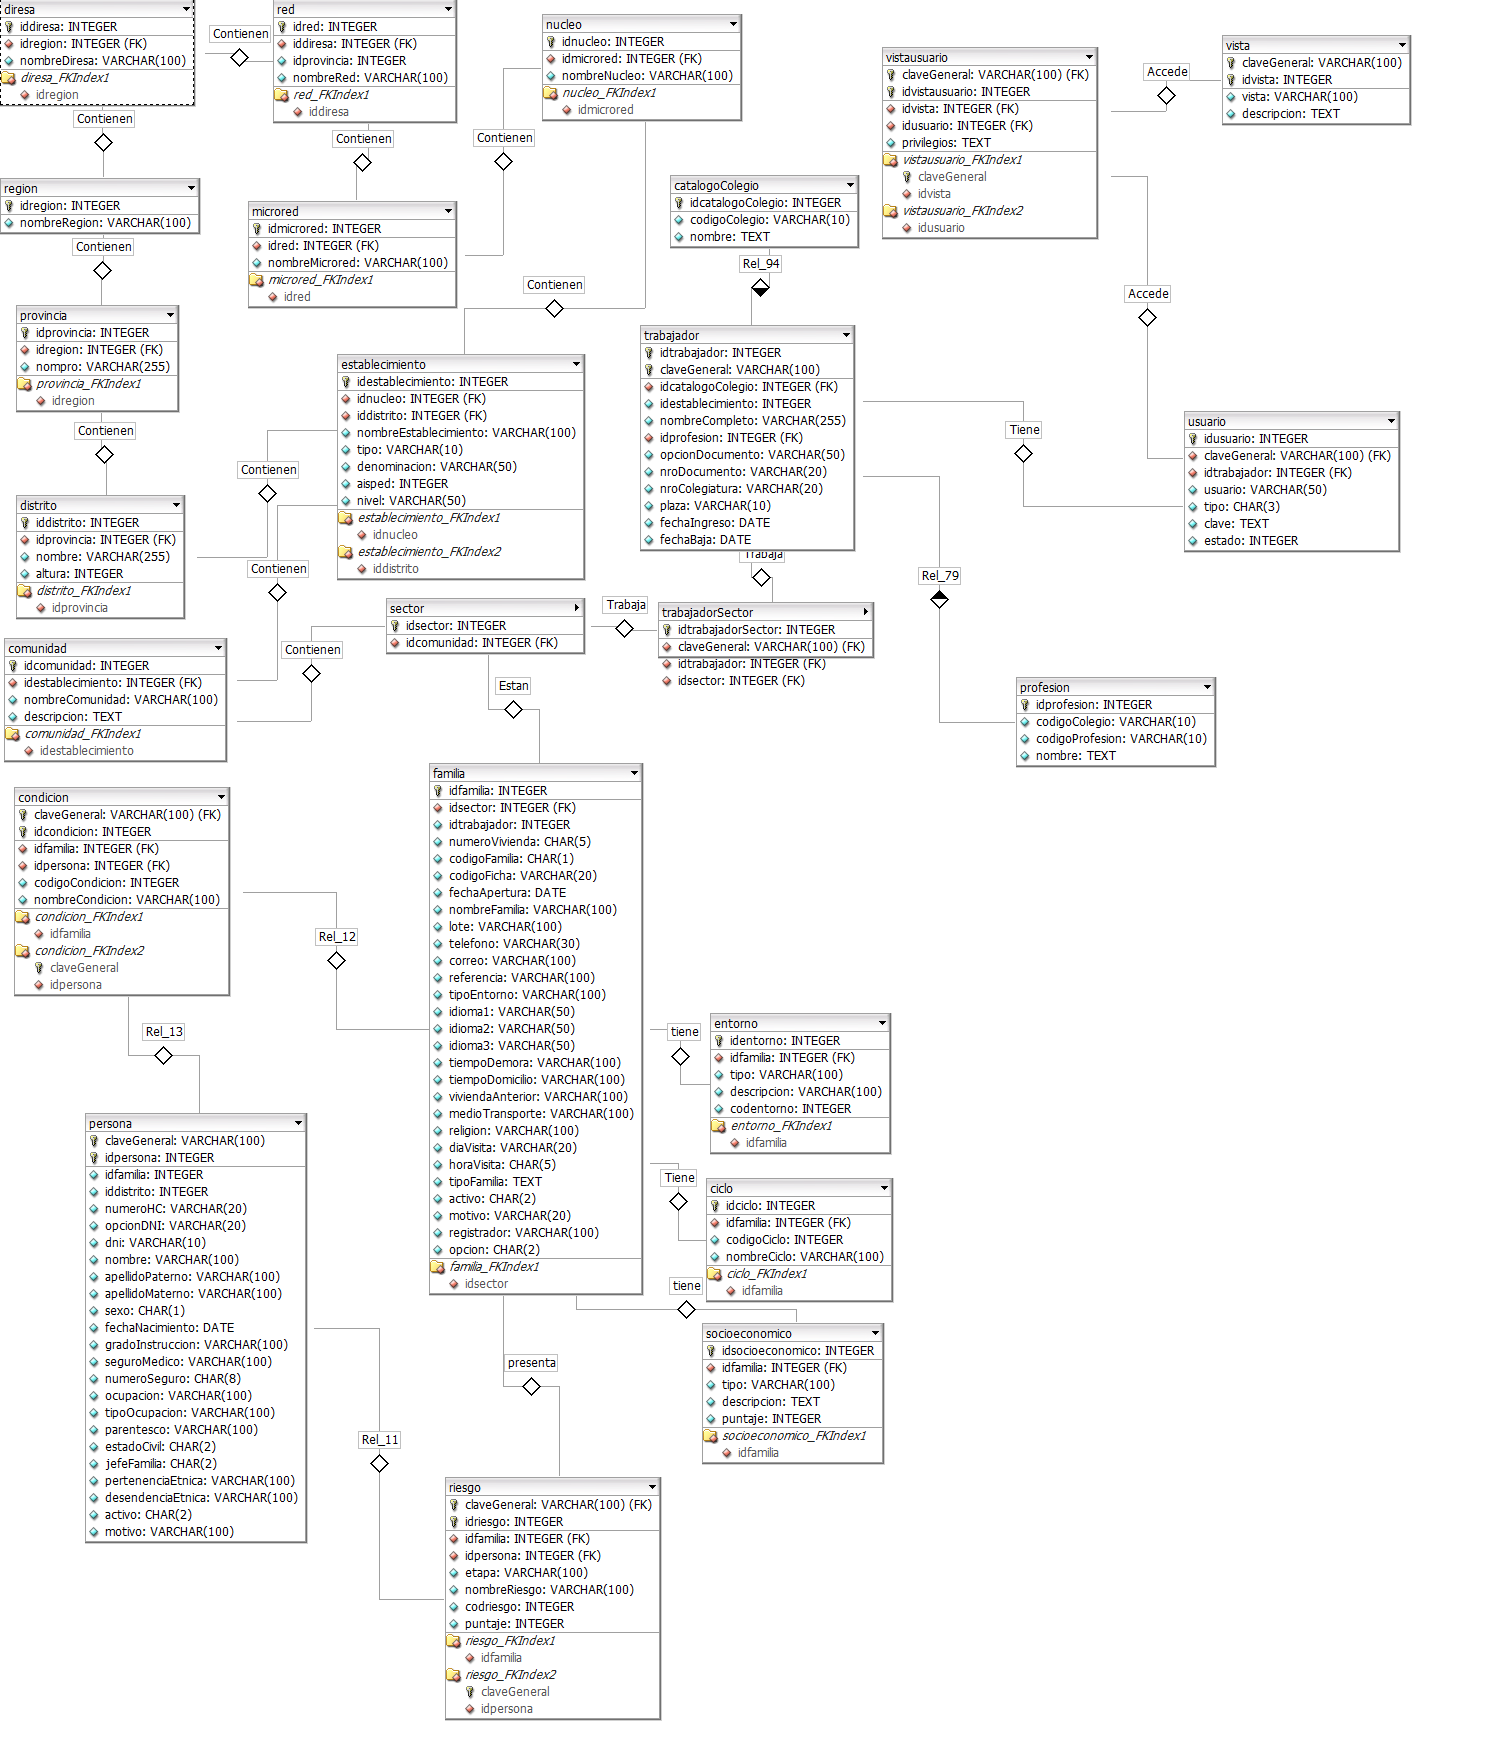 diresa
iddiresa: INTEGER
idregion: INTEGER (FK)
nombreDiresa: VARCHAR(100)
diresa_FKIndex1
idregion
Contienen
red
idred: INTEGER
iddiresa: INTEGER (FK)
idprovincia: INTEGER
nombreRed: VARCHAR(100)
red_FKIndex1
iddiresa
nucleo
idnucleo: INTEGER
idmicrored: INTEGER (FK)
nombreNucleo: VARCHAR(100)
nucleo_FKIndex1
idmicrored
vistausuario
claveGeneral: VARCHAR(100) (FK)
idvistausuario: INTEGER
idvista: INTEGER (FK)
idusuario: INTEGER (FK)
privilegios: TEXT
vistausuario_FKIndex1
claveGeneral
idvista
vistausuario_FKIndex2
idusuario
Accede
vista
claveGeneral: VARCHAR(100)
idvista: INTEGER
vista: VARCHAR(100)
descripcion: TEXT
Contienen
Contienen
Contienen
region
idregion: INTEGER
nombreRegion: VARCHAR(100)
Contienen
microred
idmicrored: INTEGER
idred: INTEGER (FK)
nombreMicrored: VARCHAR(100)
microred_FKIndex1
idred
catalogoColegio
idcatalogoColegio: INTEGER
codigoColegio: VARCHAR(10)
nombre: TEXT
Rel_94
Contienen
Accede
provincia
idprovincia: INTEGER
idregion: INTEGER (FK)
nompro: VARCHAR(255)
provincia_FKIndex1
idregion
Contienen
establecimiento
idestablecimiento: INTEGER
idnucleo: INTEGER (FK)
iddistrito: INTEGER (FK)
nombreEstablecimiento: VARCHAR(100)
tipo: VARCHAR(10)
denominacion: VARCHAR(50)
aisped: INTEGER
nivel: VARCHAR(50)
establecimiento_FKIndex1
idnucleo
establecimiento_FKIndex2
iddistrito
trabajador
idtrabajador: INTEGER
claveGeneral: VARCHAR(100)
idcatalogoColegio: INTEGER (FK)
idestablecimiento: INTEGER
nombreCompleto: VARCHAR(255)
idprofesion: INTEGER (FK)
opcionDocumento: VARCHAR(50)
nroDocumento: VARCHAR(20)
nroColegiatura: VARCHAR(20)
plaza: VARCHAR(10)
fechaIngreso: DATE
fechaBaja: DATE
Tiene
usuario
idusuario: INTEGER
claveGeneral: VARCHAR(100) (FK)
idtrabajador: INTEGER (FK)
usuario: VARCHAR(50)
tipo: CHAR(3)
clave: TEXT
estado: INTEGER
Contienen
distrito
iddistrito: INTEGER
idprovincia: INTEGER (FK)
nombre: VARCHAR(255)
altura: INTEGER
distrito_FKIndex1
idprovincia
Contienen
Trabaja
Rel_79
sector
idsector: INTEGER
idcomunidad: INTEGER (FK)
Trabaja
trabajadorSector
idtrabajadorSector: INTEGER
claveGeneral: VARCHAR(100) (FK)
idtrabajador: INTEGER (FK)
idsector: INTEGER (FK)
comunidad
idcomunidad: INTEGER
idestablecimiento: INTEGER (FK)
nombreComunidad: VARCHAR(100)
descripcion: TEXT
comunidad_FKIndex1
idestablecimiento
Contienen
Estan
profesion
idprofesion: INTEGER
codigoColegio: VARCHAR(10)
codigoProfesion: VARCHAR(10)
nombre: TEXT
condicion
claveGeneral: VARCHAR(100) (FK)
idcondicion: INTEGER
idfamilia: INTEGER (FK)
idpersona: INTEGER (FK)
codigoCondicion: INTEGER
nombreCondicion: VARCHAR(100)
condicion_FKIndex1
idfamilia
condicion_FKIndex2
claveGeneral
idpersona
Rel_12
Rel_13
familia
idfamilia: INTEGER
idsector: INTEGER (FK)
idtrabajador: INTEGER
numeroVivienda: CHAR(5)
codigoFamilia: CHAR(1)
codigoFicha: VARCHAR(20)
fechaApertura: DATE
nombreFamilia: VARCHAR(100)
lote: VARCHAR(100)
telefono: VARCHAR(30)
correo: VARCHAR(100)
referencia: VARCHAR(100)
tipoEntorno: VARCHAR(100)
idioma1: VARCHAR(50)
idioma2: VARCHAR(50)
idioma3: VARCHAR(50)
tiempoDemora: VARCHAR(100)
tiempoDomicilio: VARCHAR(100)
viviendaAnterior: VARCHAR(100)
medioTransporte: VARCHAR(100)
religion: VARCHAR(100)
diaVisita: VARCHAR(20)
horaVisita: CHAR(5)
tipoFamilia: TEXT
activo: CHAR(2)
motivo: VARCHAR(20)
registrador: VARCHAR(100)
opcion: CHAR(2)
familia_FKIndex1
idsector
tiene
entorno
identorno: INTEGER
idfamilia: INTEGER (FK)
tipo: VARCHAR(100)
descripcion: VARCHAR(100)
codentorno: INTEGER
entorno_FKIndex1
idfamilia
Tiene
ciclo
idciclo: INTEGER
idfamilia: INTEGER (FK)
codigoCiclo: INTEGER
nombreCiclo: VARCHAR(100)
ciclo_FKIndex1
idfamilia
tiene
socioeconomico
idsocioeconomico: INTEGER
idfamilia: INTEGER (FK)
tipo: VARCHAR(100)
descripcion: TEXT
puntaje: INTEGER
socioeconomico_FKIndex1
idfamilia
persona
claveGeneral: VARCHAR(100)
idpersona: INTEGER
idfamilia: INTEGER
iddistrito: INTEGER
numeroHC: VARCHAR(20)
opcionDNI: VARCHAR(20)
dni: VARCHAR(10)
nombre: VARCHAR(100)
apellidoPaterno: VARCHAR(100)
apellidoMaterno: VARCHAR(100)
sexo: CHAR(1)
fechaNacimiento: DATE
gradoInstruccion: VARCHAR(100)
seguroMedico: VARCHAR(100)
numeroSeguro: CHAR(8)
ocupacion: VARCHAR(100)
tipoOcupacion: VARCHAR(100)
parentesco: VARCHAR(100)
estadoCivil: CHAR(2)
jefeFamilia: CHAR(2)
pertenenciaEtnica: VARCHAR(100)
desendenciaEtnica: VARCHAR(100)
activo: CHAR(2)
motivo: VARCHAR(100)
presenta
Rel_11
riesgo
claveGeneral: VARCHAR(100) (FK)
idriesgo: INTEGER
idfamilia: INTEGER (FK)
idpersona: INTEGER (FK)
etapa: VARCHAR(100)
nombreRiesgo: VARCHAR(100)
codriesgo: INTEGER
puntaje: INTEGER
riesgo_FKIndex1
idfamilia
riesgo_FKIndex2
claveGeneral
idpersona